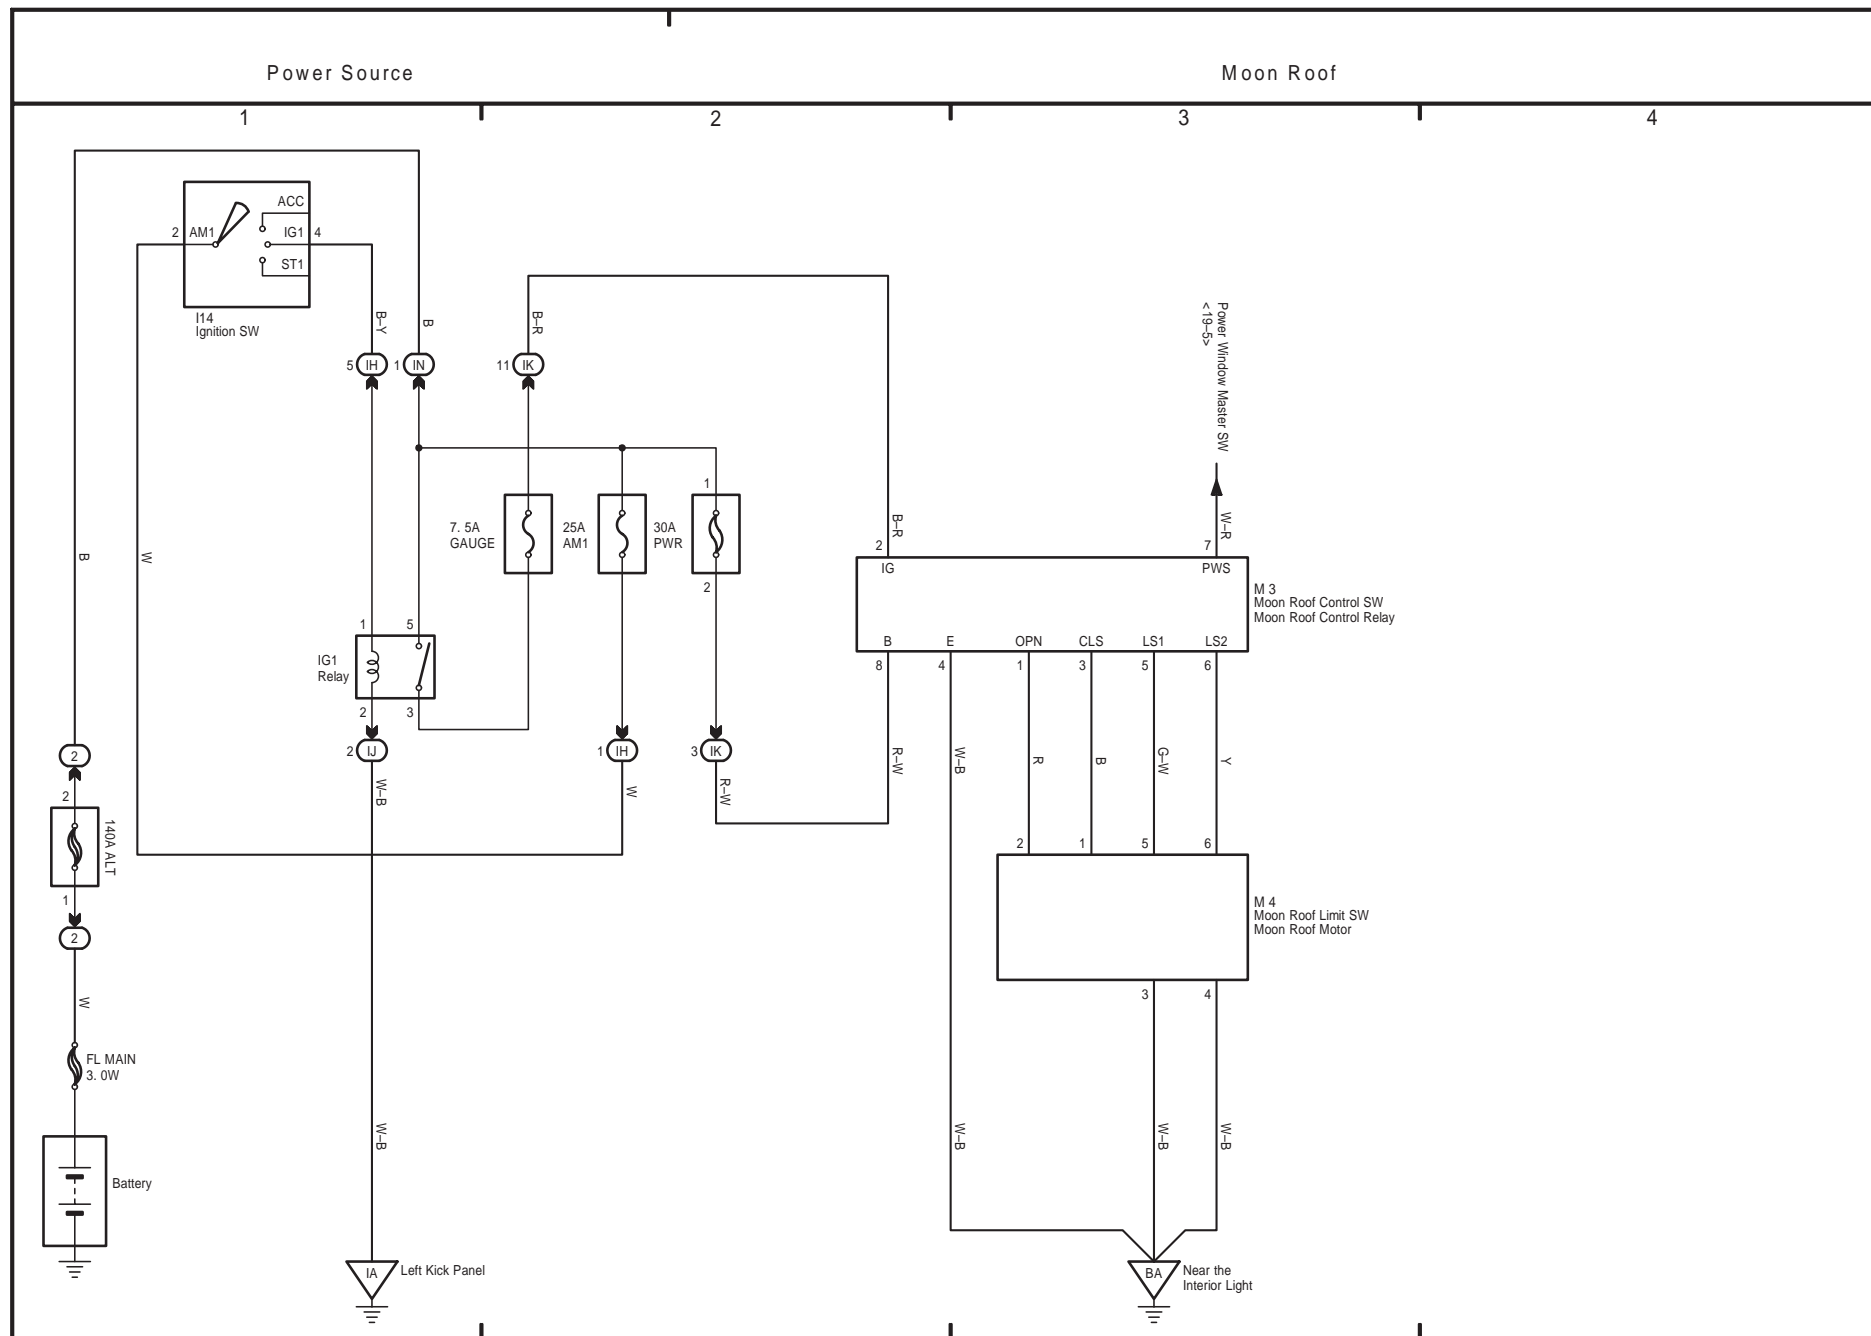 Power Source
Moon Roof
1
2
3
4
ACC
2
AM1
IG1
4
ST1
I14
Ignition SW
B–Y
B
B–R
Power Window Master SW
<19–5>
5
IH
1
IN
11
IK
1
7. 5A
GAUGE
25A
AM1
30A
PWR
2
B–R
W–R
B
W
2
7
IG
PWS
M 3
Moon Roof Control SW
Moon Roof Control Relay
B
E
OPN
CLS
LS1
LS2
8
4
1
3
5
6
1
5
IG1
Relay
2
3
2
IJ
1
IH
3
IK
W–B
W
R–W
R–W
W–B
R
B
G–W
Y
2
2
140A ALT
1
2
2
1
5
6
M 4
Moon Roof Limit SW
Moon Roof Motor
3
4
W
FL MAIN
3. 0W
W–B
W–B
W–B
W–B
Battery
IA
Left Kick Panel
BA
Near the
Interior Light